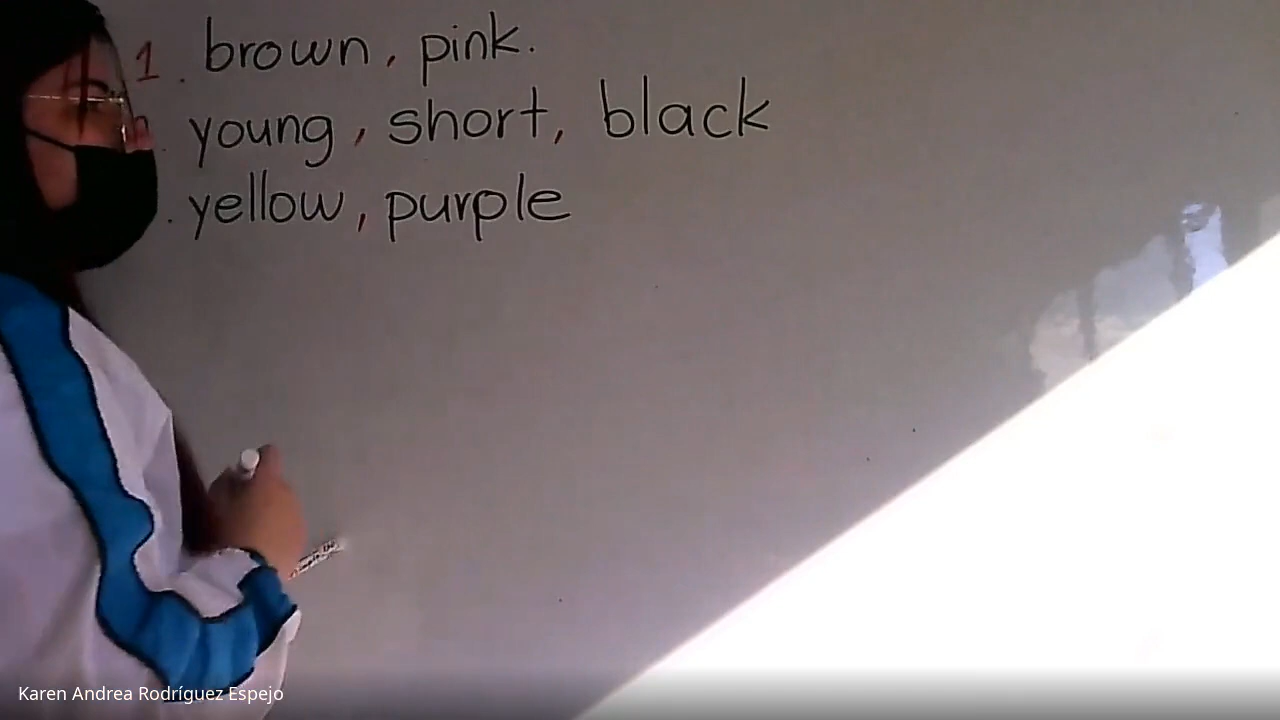 1. brown, pink.
. young, short, black
. yellow, purple
Karen Andrea Rodríguez Espejo